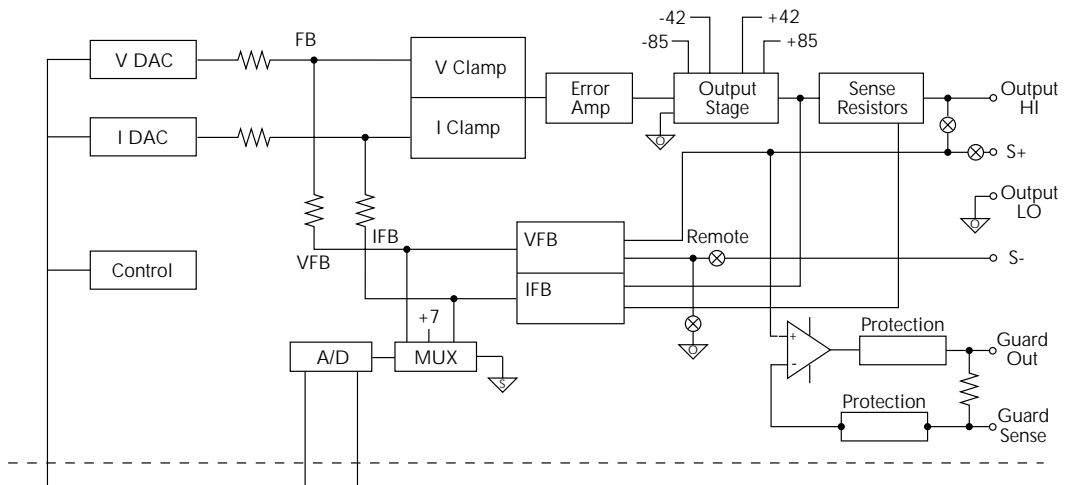 -42
+42
-85
+85
FB
V DAC
V Clamp
Error
Amp
Output
Stage
Sense
Resistors
Output
HI
I DAC
I Clamp
O
S+
Output
LO
O
VFB
Remote
IFB
VFB
S-
Control
IFB
+7
O
Protection
A/D
MUX
S
+
-
Guard
Out
Protection
Guard
Sense